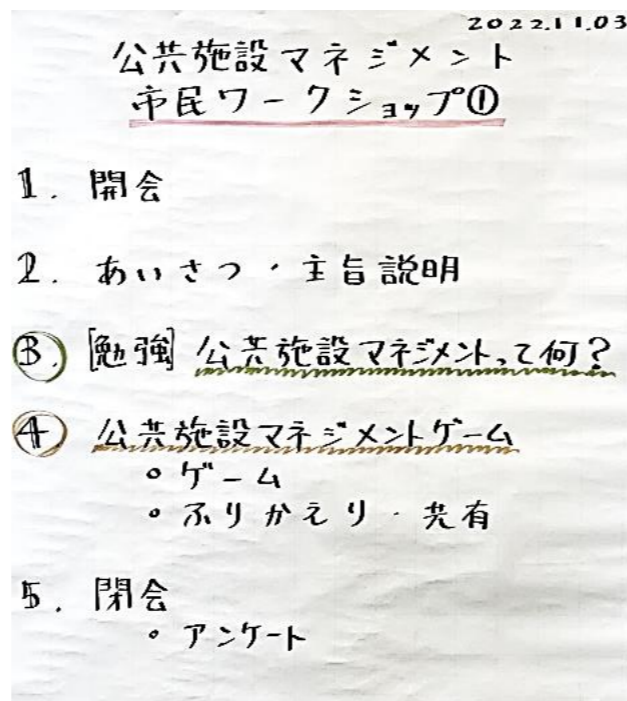 2022.11.03
公共施設マネジメント
市民ワークショップ①
1. 開会
2. あいさつ・主旨説明
3. [勉強] 公共施設マネジメントって何?
4 公共施設マネジメントゲーム
。ゲーム
。ふりかえり・共有
5. 閉会
。アンケート